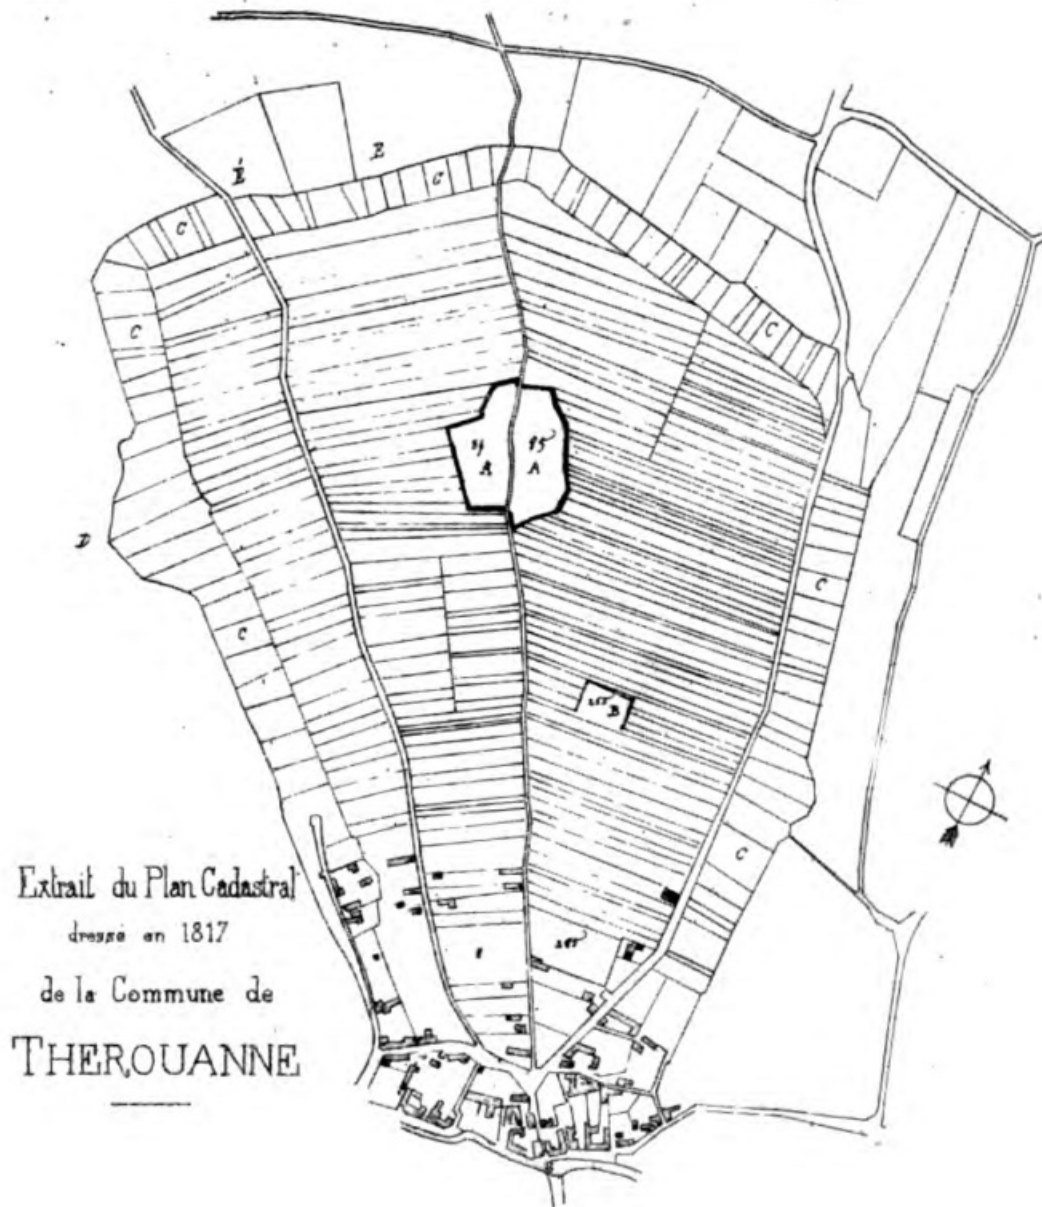 E
É
C
C
C
C
A
A
D
C
C
B
C
Extrait du Plan Cadastral
dressé en 1817
de la Commune de
THEROUANNE